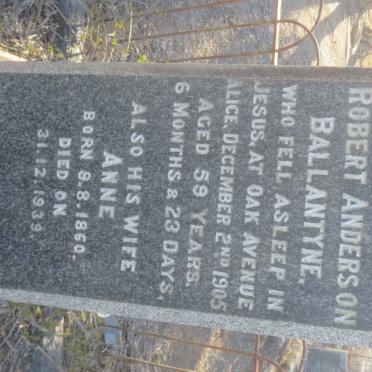 ROBERT ANDERSON
BALLANTYNE,
WHO FELL ASLEEP IN
JESUS, AT OAK AVENUE
ALICE, DECEMBER 2ND 1905
AGED 59 YEARS,
6 MONTHS & 23 DAYS,
ALSO HIS WIFE
ANNE
BORN 9.8.1860.
DIED ON
31.12.1939.